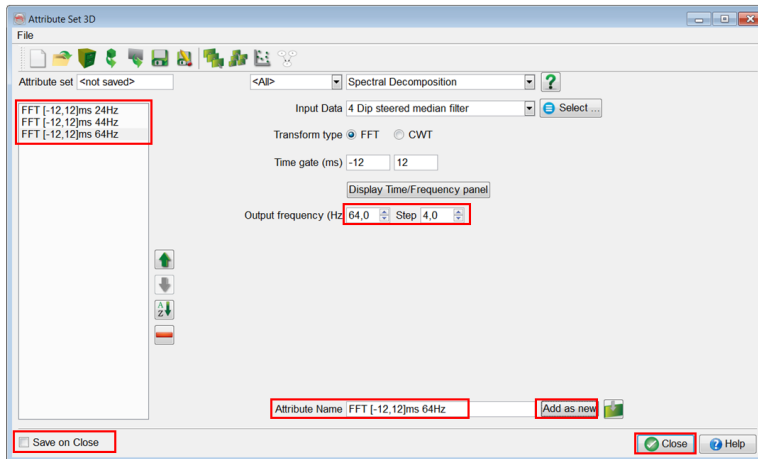 Attribute Set 3D
File
Attribute set <not saved> <All> Spectral Decomposition ?
FFT [-12,12]ms 24Hz
FFT [-12,12]ms 44Hz
FFT [-12,12]ms 64Hz
Input Data 4 Dip steered median filter Select ...
Transform type FFT CWT
Time gate (ms) -12 12
Display Time/Frequency panel
Output frequency (Hz 64,0 Step 4,0
A
Z
Attribute Name FFT [-12,12]ms 64Hz Add as new
Save on Close Close ? Help